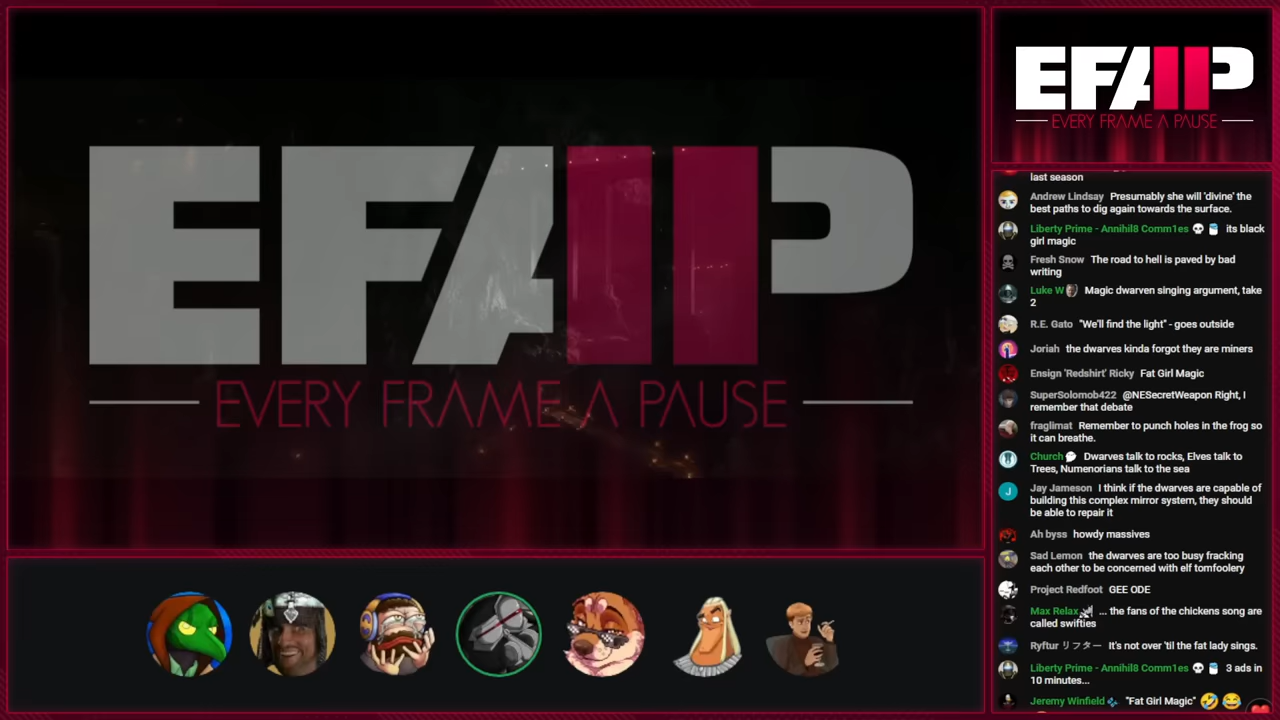 EFAP
EVERY FRAME A PAUSE
EFAP
EVERY FRAME A PAUSE
last season
Andrew Lindsay Presumably she will 'divine' the
best paths to dig again towards the surface.
Liberty Prime - Annihil8 Comm1es its black
girl magic
Fresh Snow The road to hell is paved by bad
writing
Luke W Magic dwarven singing argument, take
2
R.E. Gato "We'll find the light" - goes outside
Joriah the dwarves kinda forgot they are miners
Ensign 'Redshirt' Ricky Fat Girl Magic
SuperSolomob422 @NESecretWeapon Right, I
remember that debate
fraglimat Remember to punch holes in the frog so
it can breathe.
Church Dwarves talk to rocks, Elves talk to
Trees, Numenorians talk to the sea
J
Jay Jameson I think if the dwarves are capable of
building this complex mirror system, they should
be able to repair it
Ah byss howdy massives
Sad Lemon the dwarves are too busy fracking
each other to be concerned with elf tomfoolery
Project Redfoot GEE ODE
Max Relax ... the fans of the chickens song are
called swifties
Ryftur リフター It's not over 'til the fat lady sings.
Liberty Prime - Annihil8 Comm1es 3 ads in
10 minutes...
Jeremy Winfield "Fat Girl Magic" 🤣 😂